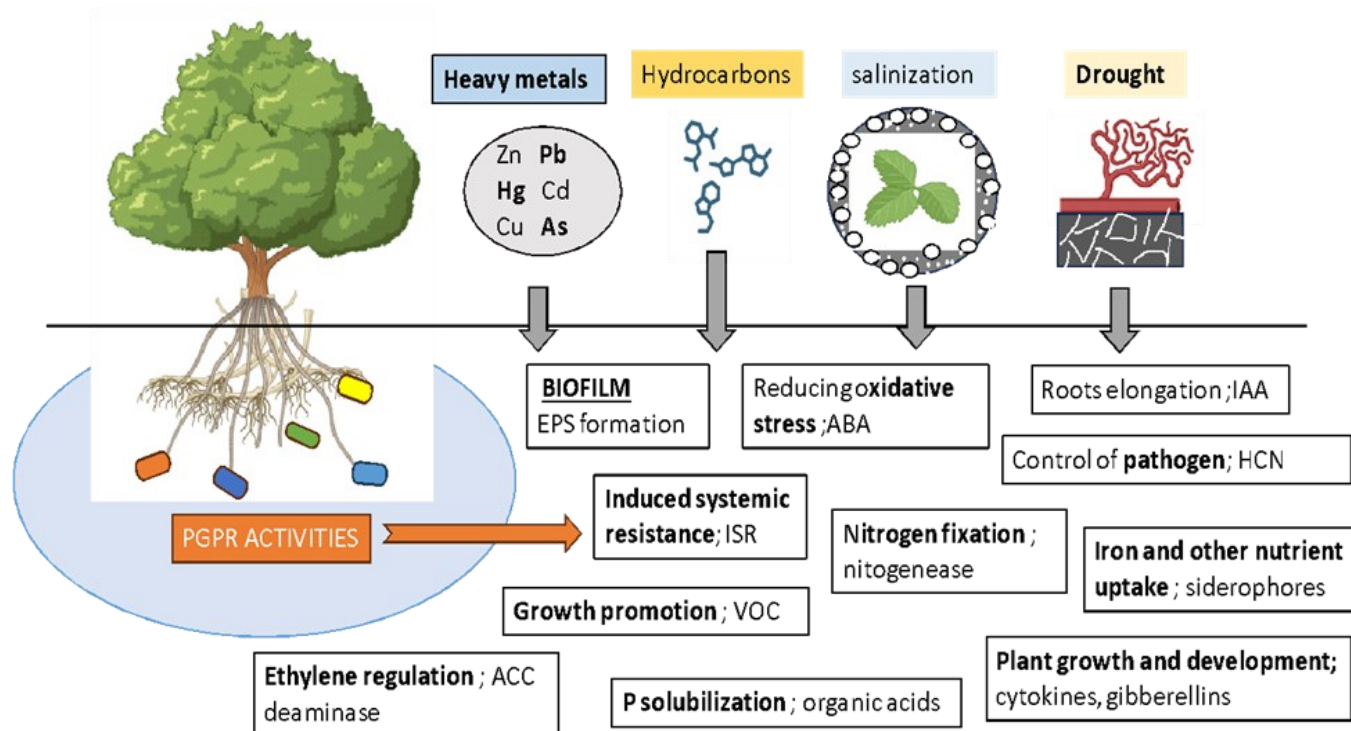 Heavy metals
Hydrocarbons
salinization
Drought
Zn Pb
Hg Cd
Cu As
BIOFILM
EPS formation
Reducing oxidative
stress ; ABA
Roots elongation ; IAA
Control of pathogen; HCN
PGPR ACTIVITIES
Induced systemic
resistance; ISR
Nitrogen fixation ;
nitogenease
Iron and other nutrient
uptake ; siderophores
Growth promotion ; VOC
Ethylene regulation ; ACC
deaminase
P solubilization ; organic acids
Plant growth and development;
cytokines, gibberellins